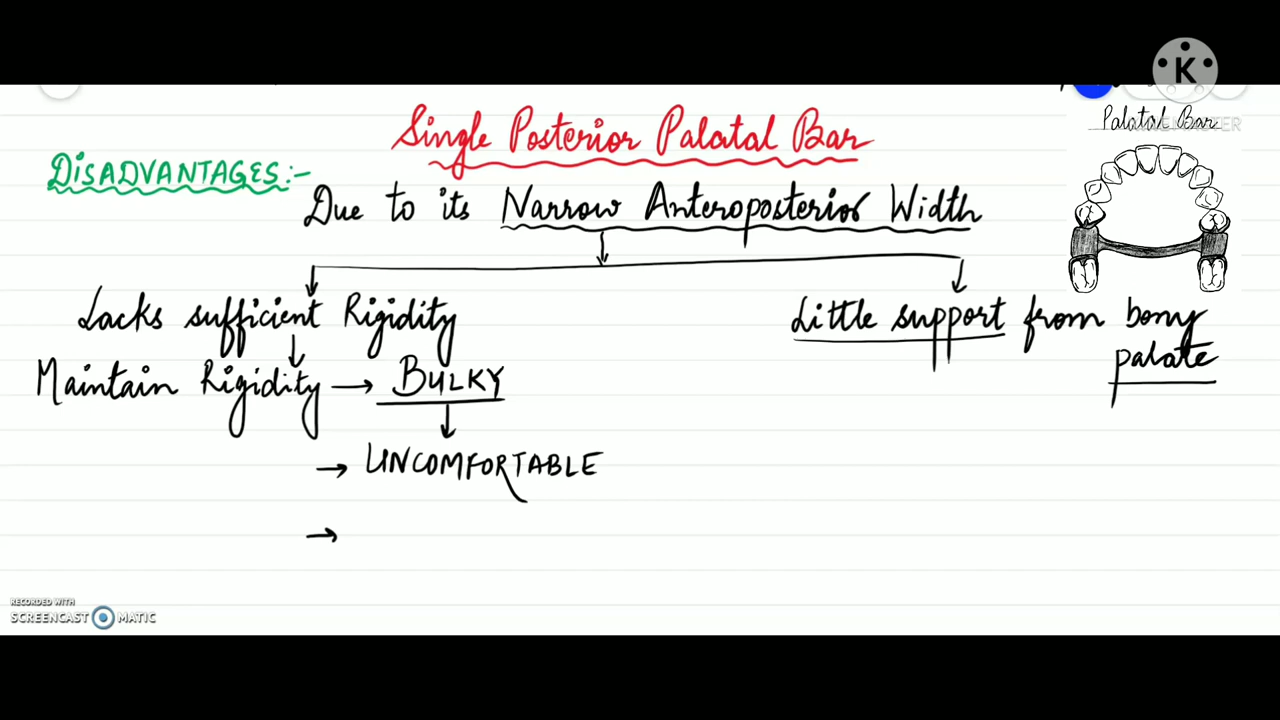 Single Posterior Palatal Bar
Palatal Bar
DISADVANTAGES:-
Due to its Narrow Anteroposterior Width
Lacks sufficient Rigidity
Little support from bony
palate
Maintain Rigidity → BULKY
→ UNCOMFORTABLE
→
RECORDED WITH
SCREENCAST MATIC
K